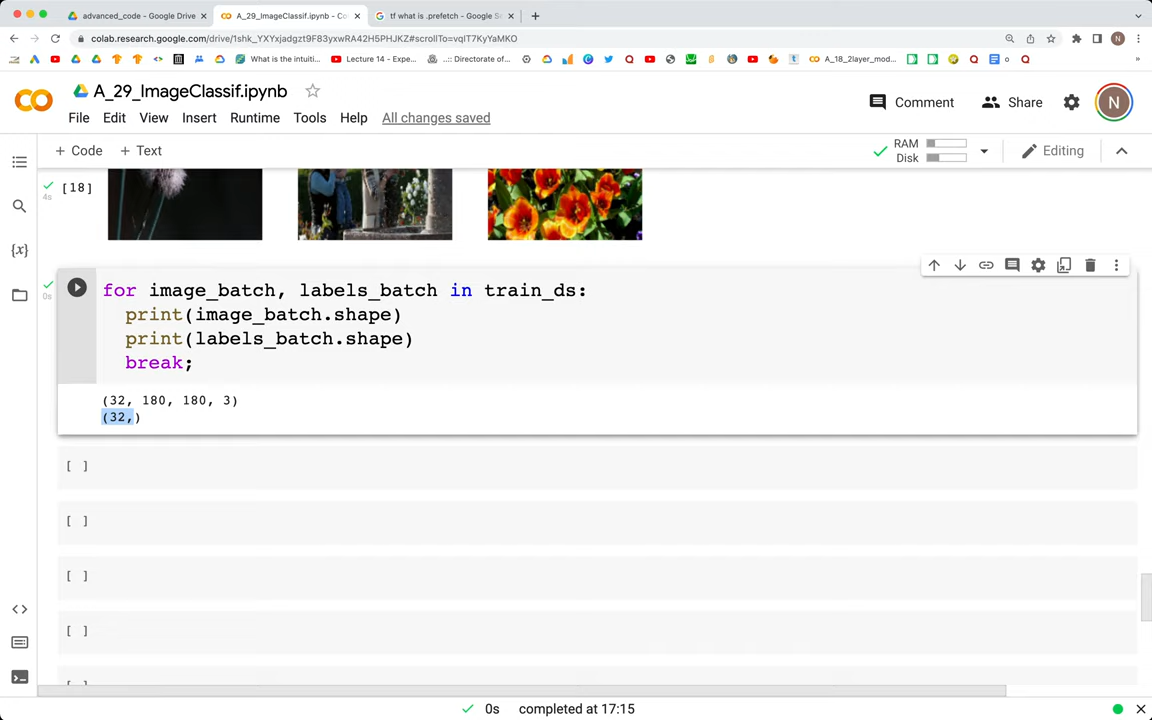 advanced_code - Google Drive
A_29_ImageClassif.ipynb - Co
tf what is .prefetch - Google S
colab.research.google.com/drive/1shk_YXYxjadgzt9F83yxwRA42H5PHJKZ#scrollTo=vqIT7KyYaMKO
What is the intuiti...
Lecture 14 - Expe...
..:: Directorate of...
A_18_2layer_mod...
A_29_ImageClassif.ipynb
Comment
Share
N
File Edit View Insert Runtime Tools Help All changes saved
+ Code + Text
RAM
Disk
Editing
[18]
4s
0s
for image_batch, labels_batch in train_ds:
print(image_batch.shape)
print(labels_batch.shape)
break;
(32, 180, 180, 3)
(32,)
[ ]
[ ]
[ ]
[ ]
[ ]
0s completed at 17:15